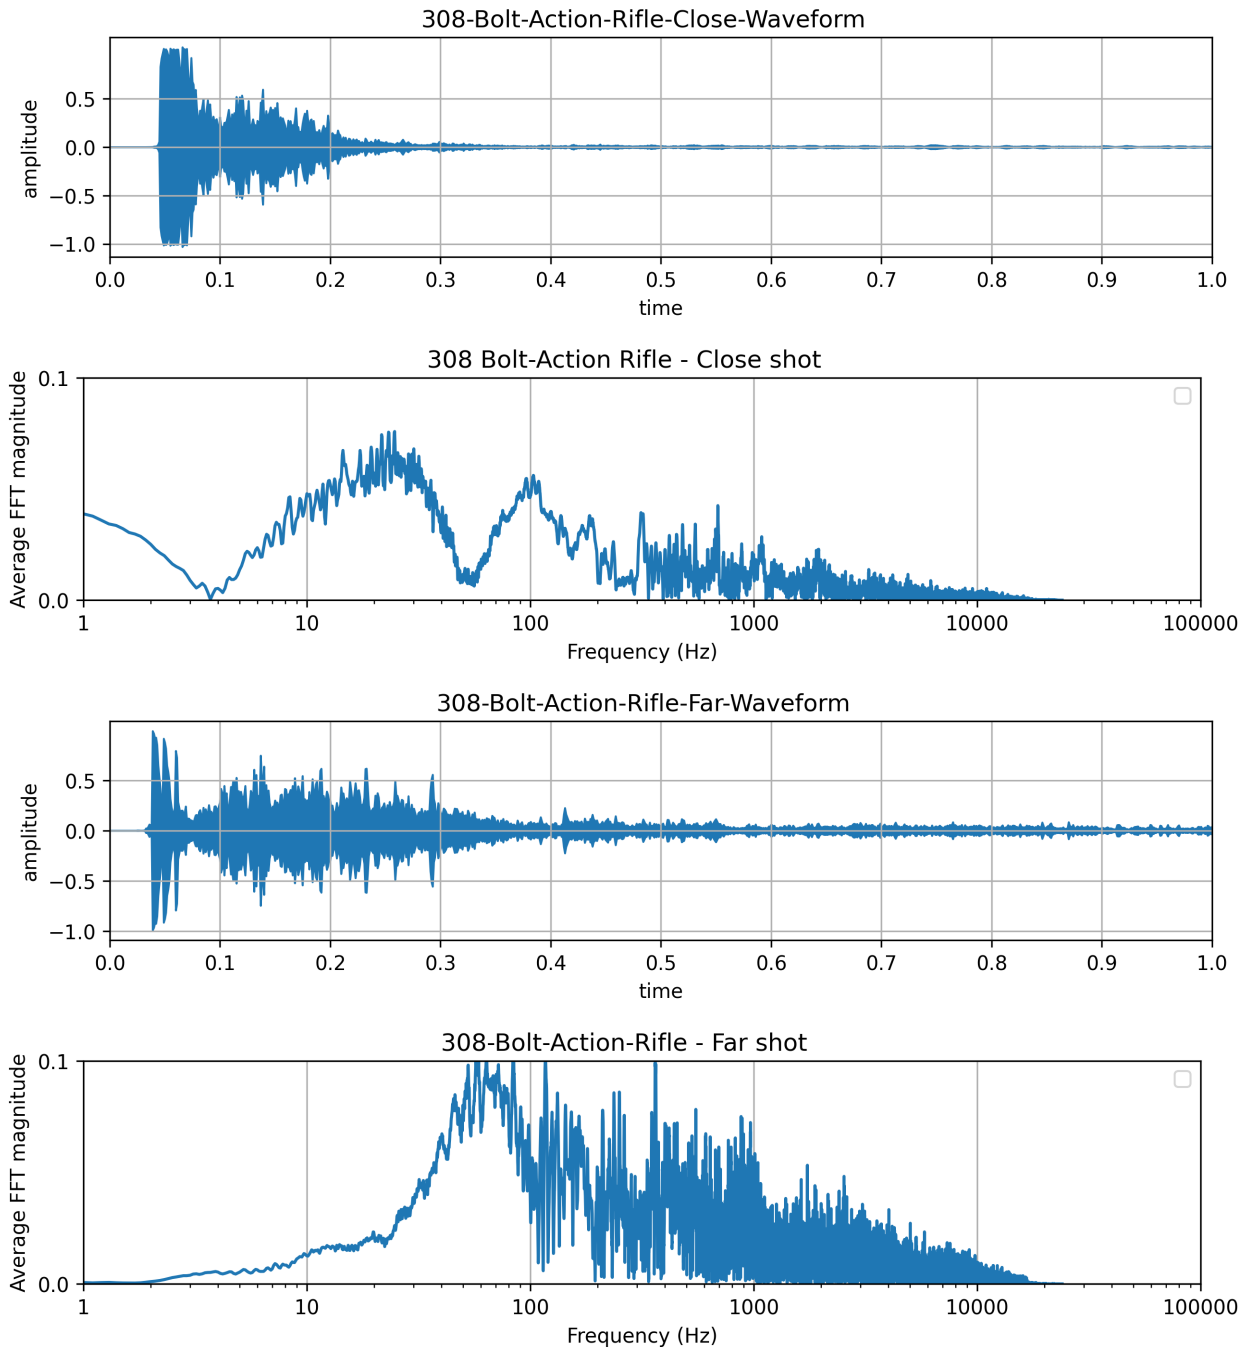 308-Bolt-Action-Rifle-Close-Waveform
amplitude
0.5
0.0
−0.5
−1.0
0.0 0.1 0.2 0.3 0.4 0.5 0.6 0.7 0.8 0.9 1.0
time
308 Bolt-Action Rifle - Close shot
Average FFT magnitude
0.1
0.0
1 10 100 1000 10000 100000
Frequency (Hz)
308-Bolt-Action-Rifle-Far-Waveform
amplitude
0.5
0.0
−0.5
−1.0
0.0 0.1 0.2 0.3 0.4 0.5 0.6 0.7 0.8 0.9 1.0
time
308-Bolt-Action-Rifle - Far shot
Average FFT magnitude
0.1
0.0
1 10 100 1000 10000 100000
Frequency (Hz)